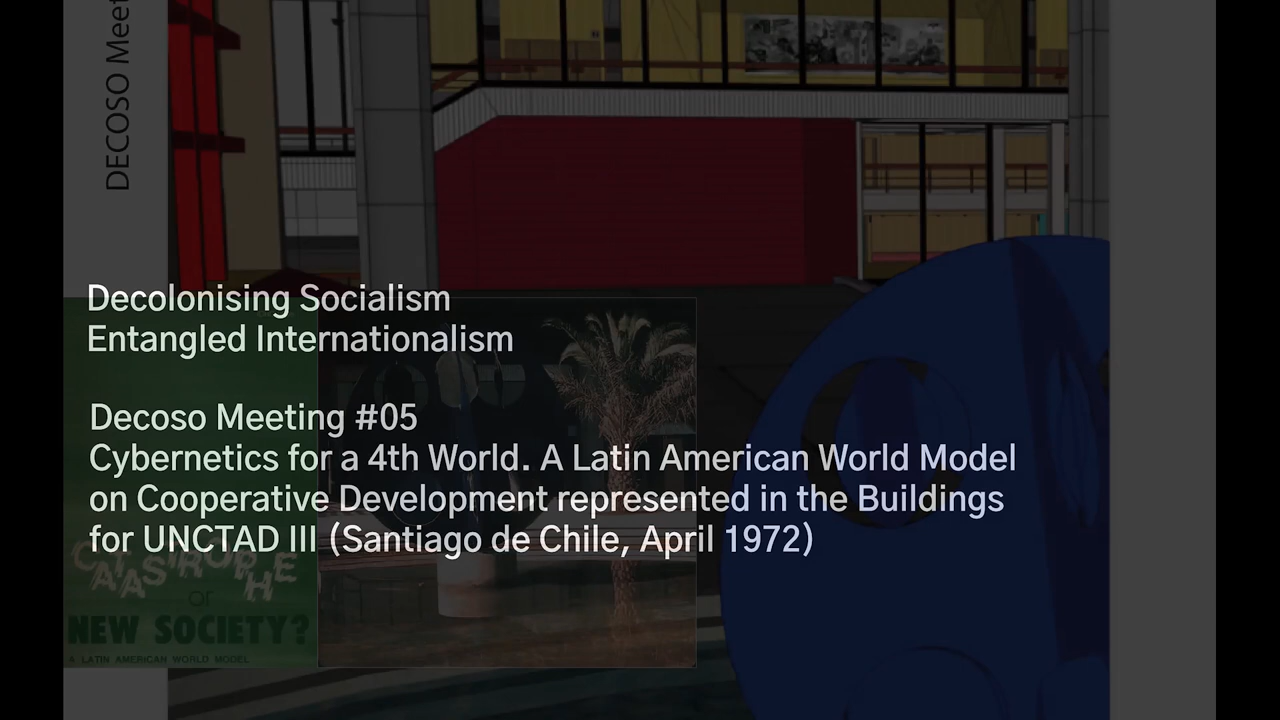 DECOSO Meet
Decolonising Socialism
Entangled Internationalism
Decoso Meeting #05
Cybernetics for a 4th World. A Latin American World Model
on Cooperative Development represented in the Buildings
for UNCTAD III (Santiago de Chile, April 1972)
CATASTROPHE
or
NEW SOCIETY?
A LATIN AMERICAN WORLD MODEL